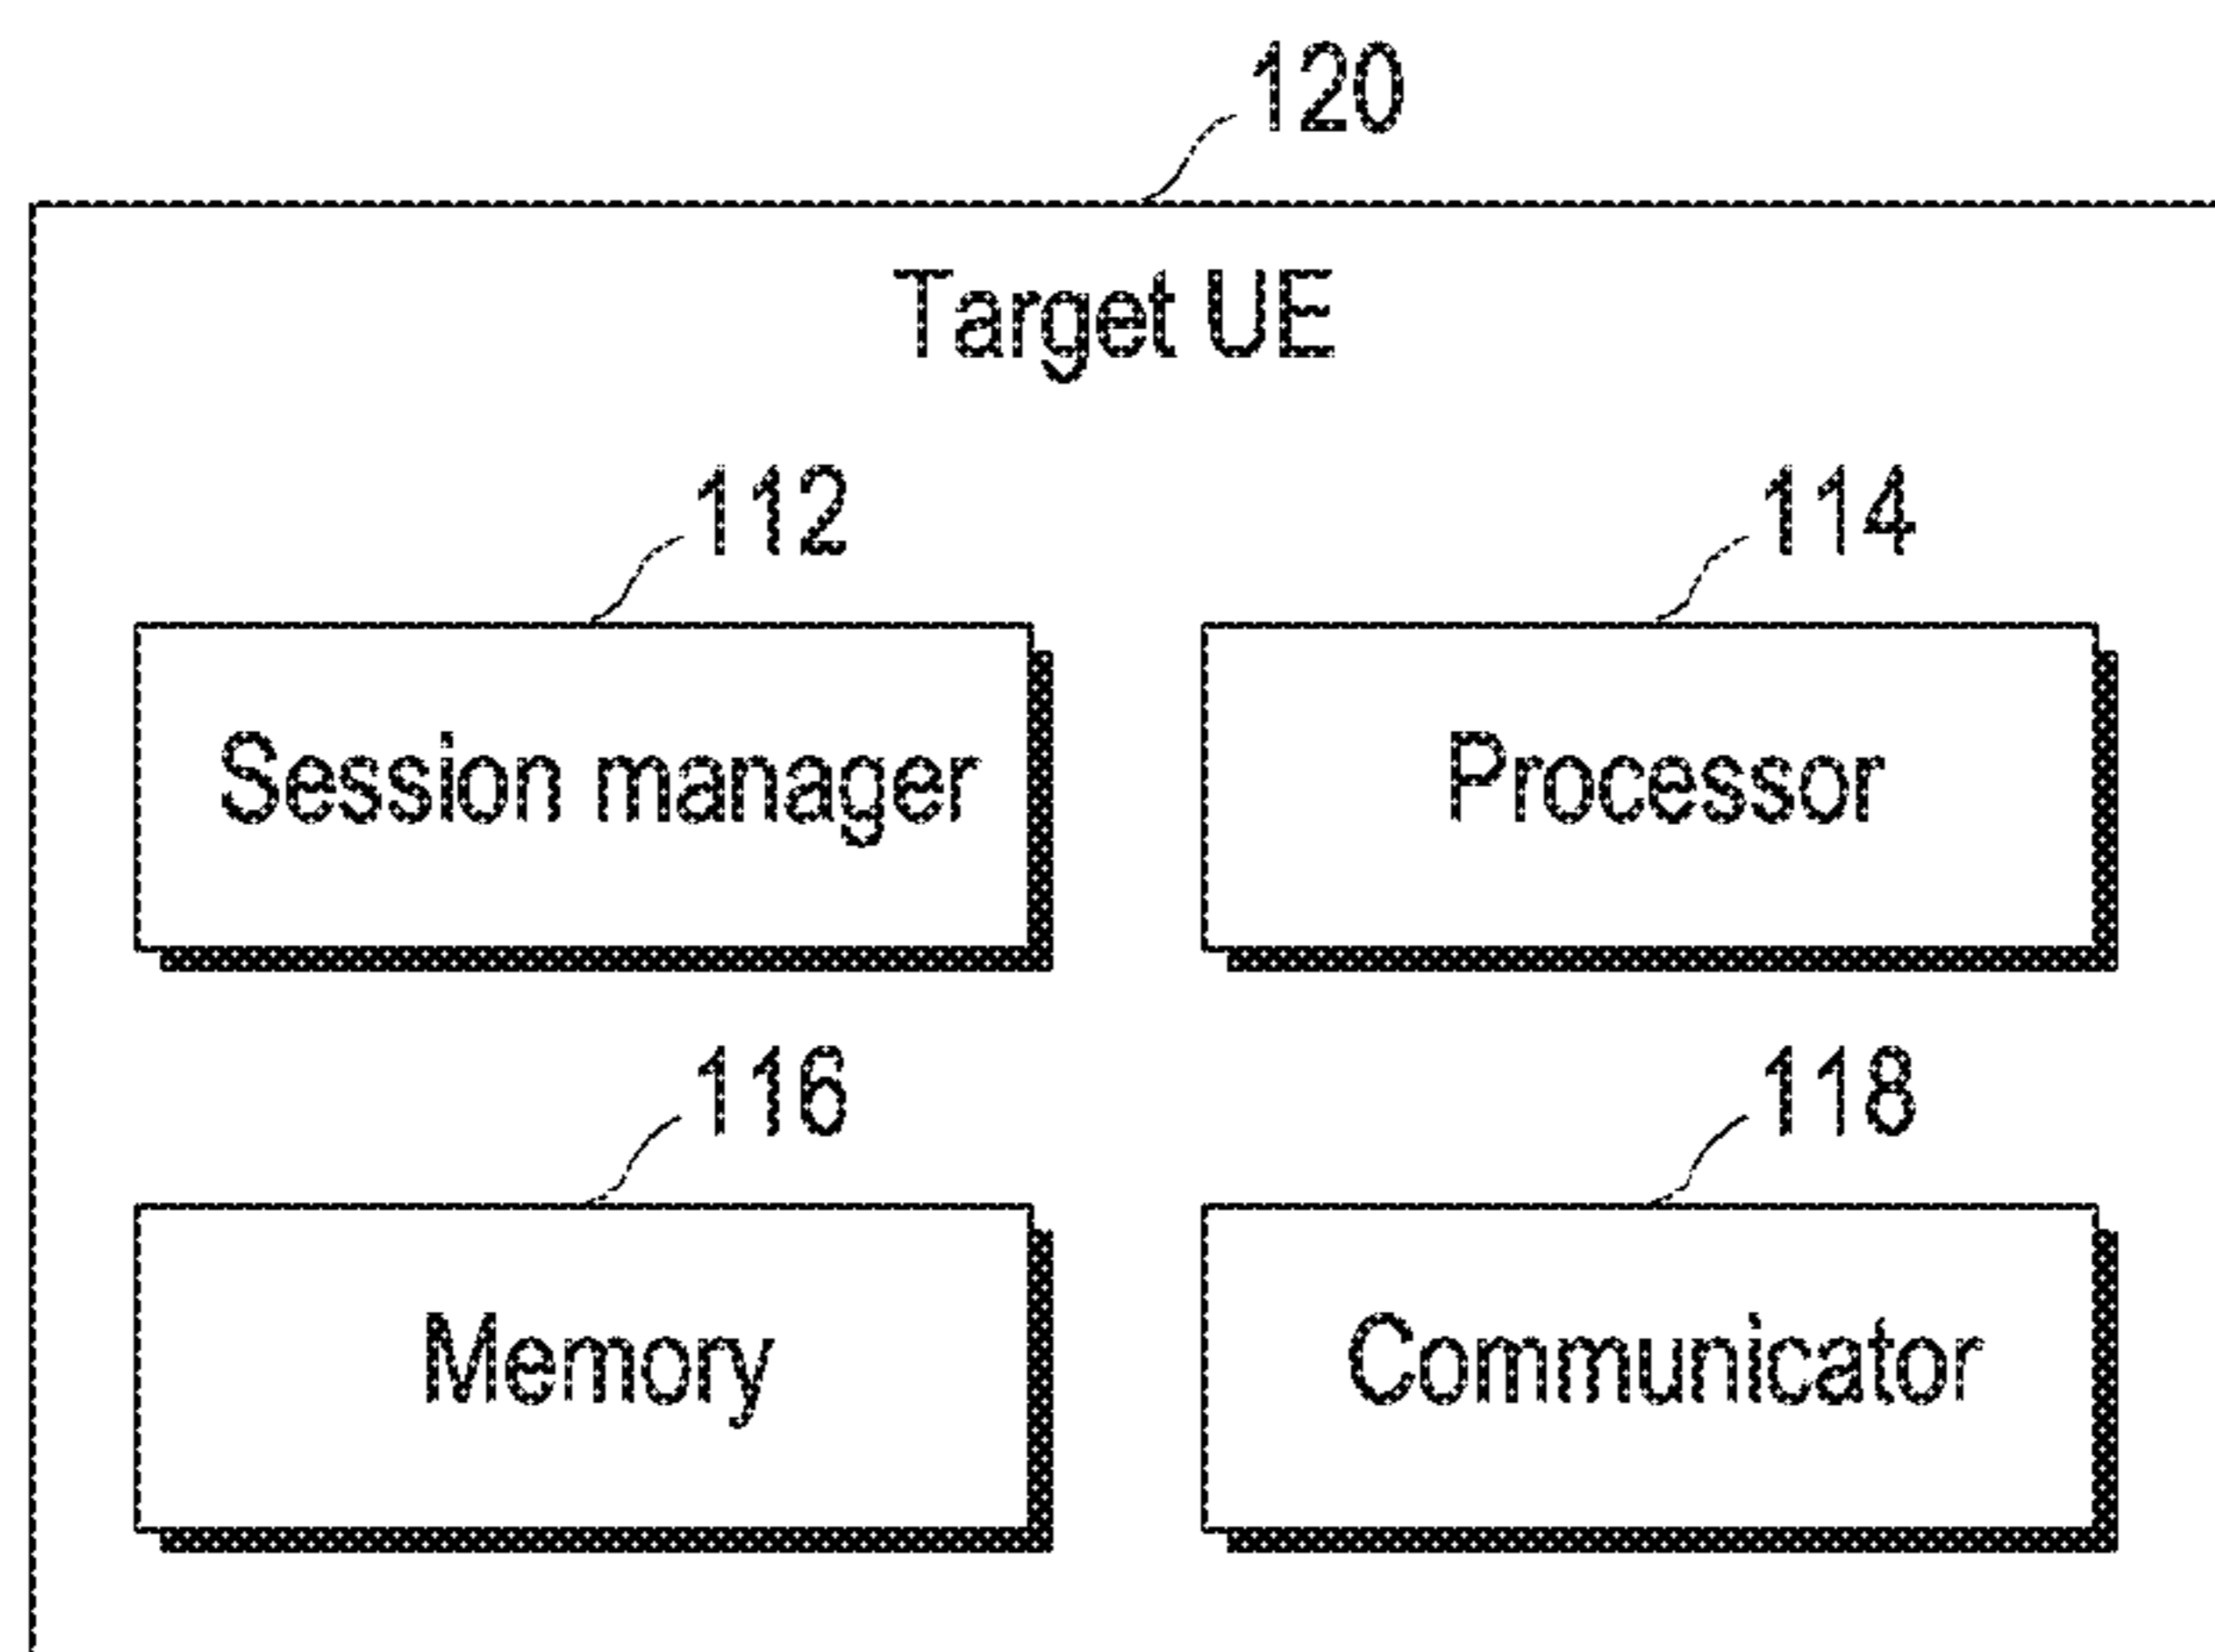 120
Target UE
112
114
Session manager
Processor
116
118
Memory
Communicator